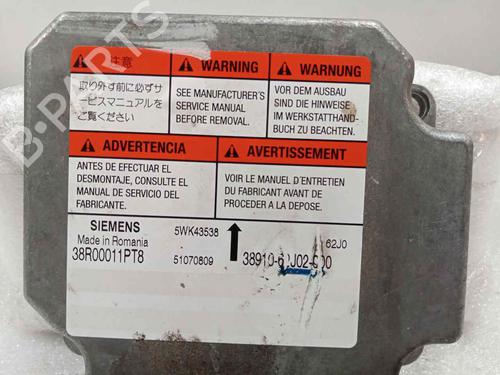 注意
取り外す前に必ずサ
ービスマニュアルを
ご覧ください
WARNING
SEE MANUFACTURER'S
SERVICE MANUAL
BEFORE REMOVAL.
WARNUNG
VOR DEM AUSBAU
SIND DIE HINWEISE
IM WERKSTATTHAND-
BUCH ZU BEACHTEN.
ADVERTENCIA
ANTES DE EFECTUAR EL
DESMONTAJE, CONSULTE EL
MANUAL DE SERVICIO DEL
FABRICANTE.
AVERTISSEMENT
VOIR LE MANUEL D'ENTRETIEN
DU FABRICANT AVANT DE
PROCÉDER A LA DEPOSE.
SIEMENS 5WK43538 62J0
Made in Romania
38R00011PT8 51070809
B-PARTS